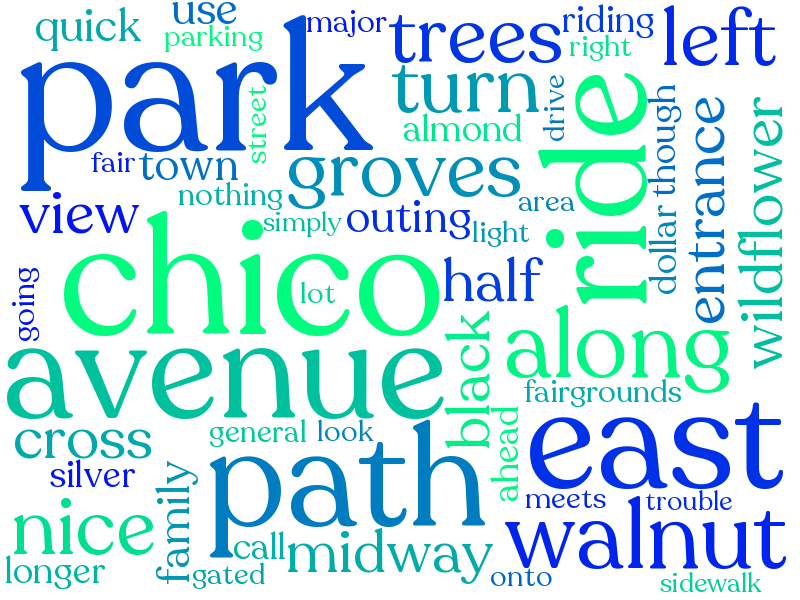 quick
use
parking
major
riding
right
trees
left
park
turn
drive
ride
street
almond
dollar though
entrance
wildflower
fair
town
groves
nothing
area
view
simply
outing
light
chico
lot
half
going
along
avenue
black
fairgrounds
cross
general
look
ahead
east
silver
path
meets
trouble
nice
family
call
midway
walnut
longer
gated
onto
sidewalk